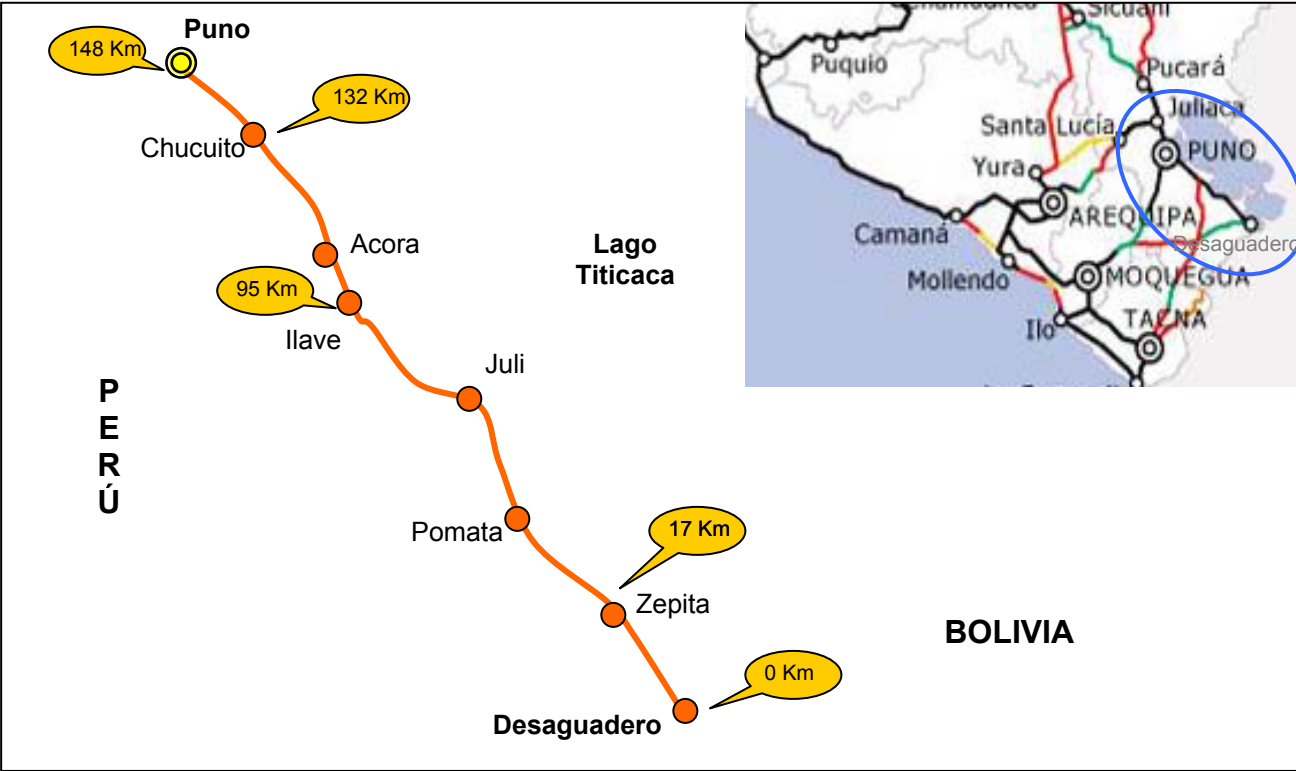 Puno
148 Km
132 Km
Chucuito
Acora
Lago
Titicaca
95 Km
Ilave
Juli
P
E
R
Ú
Pomata
17 Km
Zepita
BOLIVIA
0 Km
Desaguadero
Sicuani
Puquio
Pucará
Juliaca
Santa Lucía
PUNO
Yura
AREQUIPA
Camaná
Desaguadero
Mollendo
MOQUEGUA
Ilo
TACNA